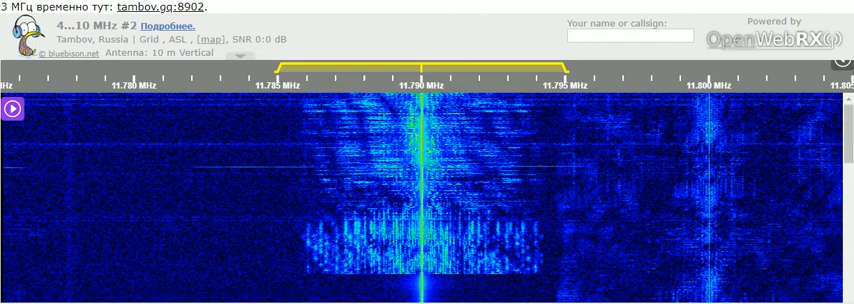 3 МГц временно тут: tambov.gq:8902.
4...10 MHz #2 Подробнее.
Tambov, Russia | Grid , ASL , [map], SNR 0:0 dB
© bluebison.net Antenna: 10 m Vertical
Your name or callsign:
Powered by
OpenWebRX
11.780 MHz 11.785 MHz 11.790 MHz 11.795 MHz 11.800 MHz